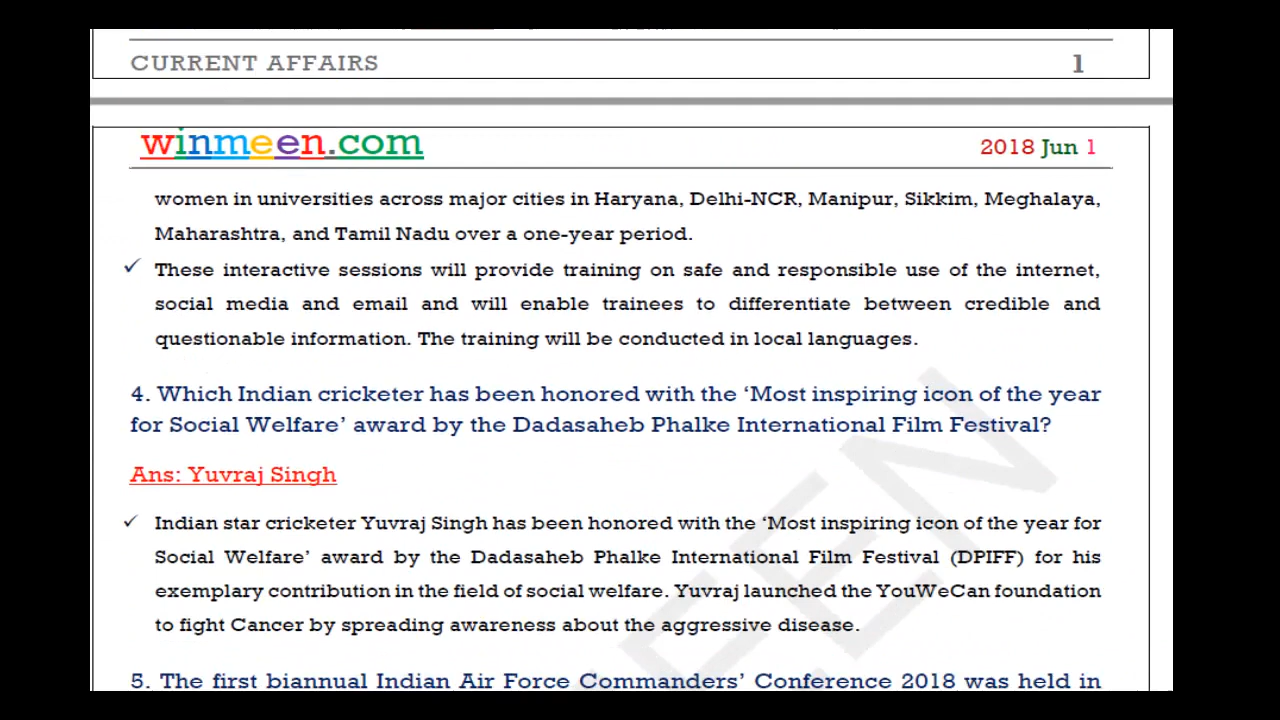 CURRENT AFFAIRS 1
winmeen.com 2018 Jun 1
women in universities across major cities in Haryana, Delhi-NCR, Manipur, Sikkim, Meghalaya,
Maharashtra, and Tamil Nadu over a one-year period.
✓ These interactive sessions will provide training on safe and responsible use of the internet,
social media and email and will enable trainees to differentiate between credible and
questionable information. The training will be conducted in local languages.
4. Which Indian cricketer has been honored with the ‘Most inspiring icon of the year
for Social Welfare’ award by the Dadasaheb Phalke International Film Festival?
Ans: Yuvraj Singh
✓ Indian star cricketer Yuvraj Singh has been honored with the ‘Most inspiring icon of the year for
Social Welfare’ award by the Dadasaheb Phalke International Film Festival (DPIFF) for his
exemplary contribution in the field of social welfare. Yuvraj launched the YouWeCan foundation
to fight Cancer by spreading awareness about the aggressive disease.
5. The first biannual Indian Air Force Commanders’ Conference 2018 was held in